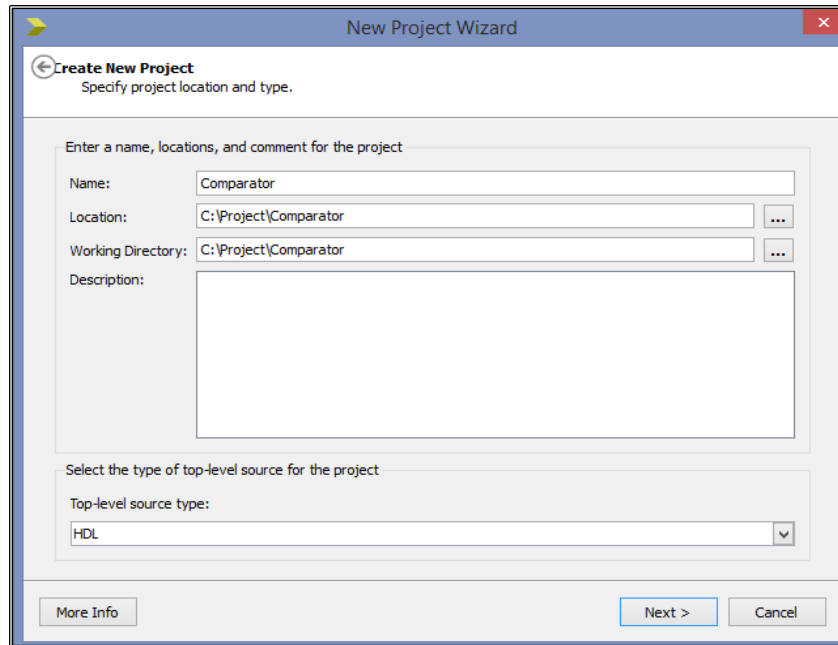 New Project Wizard
Create New Project
Specify project location and type.
Enter a name, locations, and comment for the project
Name: Comparator
Location: C:\Project\Comparator ...
Working Directory: C:\Project\Comparator ...
Description:
Select the type of top-level source for the project
Top-level source type:
HDL
More Info Next > Cancel